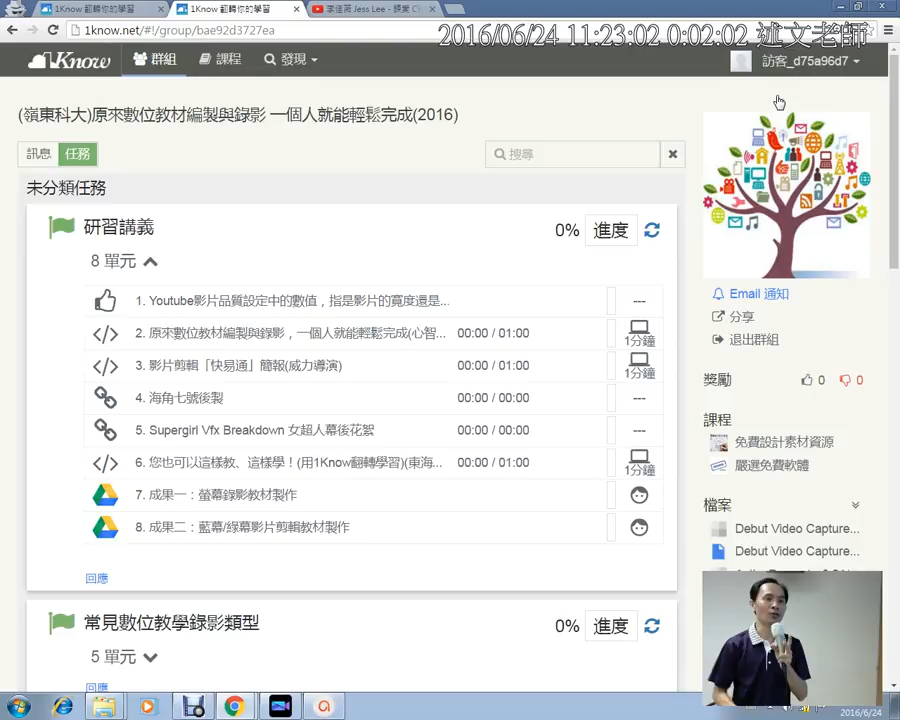 1Know 翻轉你的學習
1Know 翻轉你的學習
李佳薇 Jess Lee - 評愛 C
1know.net/#!/group/bae92d3727ea
2016/06/24 11:23:02 0:02:02 述文老師
1Know
群組
課程
發現
訪客_d75a96d7
(嶺東科大)原來數位教材編製與錄影 一個人就能輕鬆完成(2016)
訊息
任務
搜尋
未分類任務
研習講義
0% 進度
8 單元
1. Youtube影片品質設定中的數值，指是影片的寬度還是... ---
2. 原來數位教材編製與錄影，一個人就能輕鬆完成(心智... 00:00 / 01:00 1分鐘
3. 影片剪輯「快易通」簡報(威力導演) 00:00 / 01:00 1分鐘
4. 海角七號後製 00:00 / 00:00 ---
5. Supergirl Vfx Breakdown 女超人幕後花絮 00:00 / 00:00 ---
6. 您也可以這樣教、這樣學！(用1Know翻轉學習)(東海... 00:00 / 01:00 1分鐘
7. 成果一：螢幕錄影教材製作
8. 成果二：藍幕/綠幕影片剪輯教材製作
回應
常見數位教學錄影類型
0% 進度
5 單元
回應
Email 通知
分享
退出群組
獎勵 0 0
課程
免費設計素材資源
嚴選免費軟體
檔案
Debut Video Capture...
Debut Video Capture...
2016/6/24